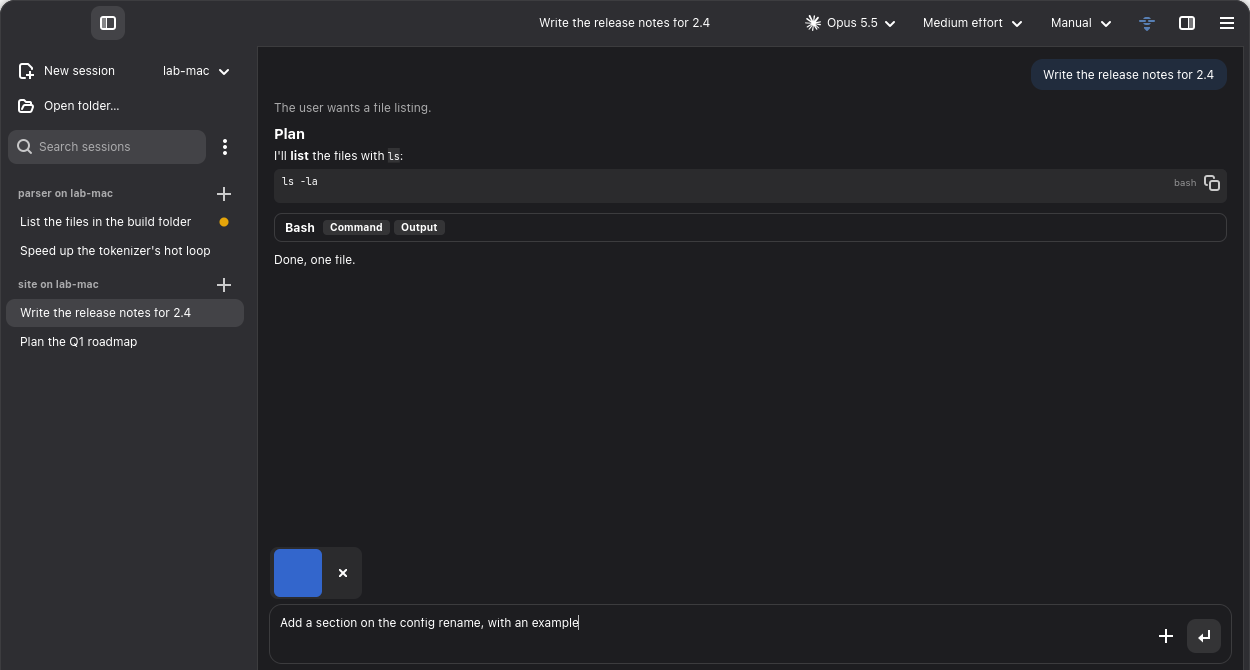 Write the release notes for 2.4
Opus 5.5
Medium effort
Manual
New session
lab-mac
Open folder...
Search sessions
parser on lab-mac
List the files in the build folder
Speed up the tokenizer's hot loop
site on lab-mac
Write the release notes for 2.4
Plan the Q1 roadmap
Write the release notes for 2.4
The user wants a file listing.
Plan
I'll list the files with ls:
ls -la
bash
Bash Command Output
Done, one file.
Add a section on the config rename, with an example